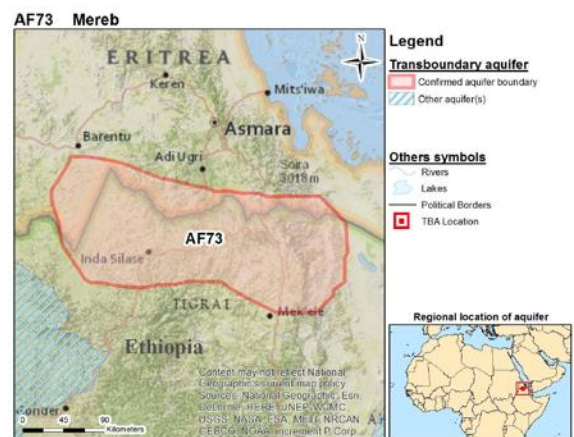 AF73 Mereb
ERITREA
Keren
Mits'iwa
Asmara
Barentu
Adi Ugri
Soira
3018m
AF73
Inda Silase
TIGRAI
Mek'ele
Ethiopia
Gonder
Content may not reflect National
Geographic's current map policy.
Sources: National Geographic, Esri,
DeLorme, HERE, UNEP-WCMC,
USGS, NASA, ESA, METI, NRCAN,
GEBCO, NOAA, increment P Corp.
0 45 90
Kilometers
N
Legend
Transboundary aquifer
Confirmed aquifer boundary
Other aquifer(s)
Others symbols
Rivers
Lakes
Political Borders
TBA Location
Regional location of aquifer